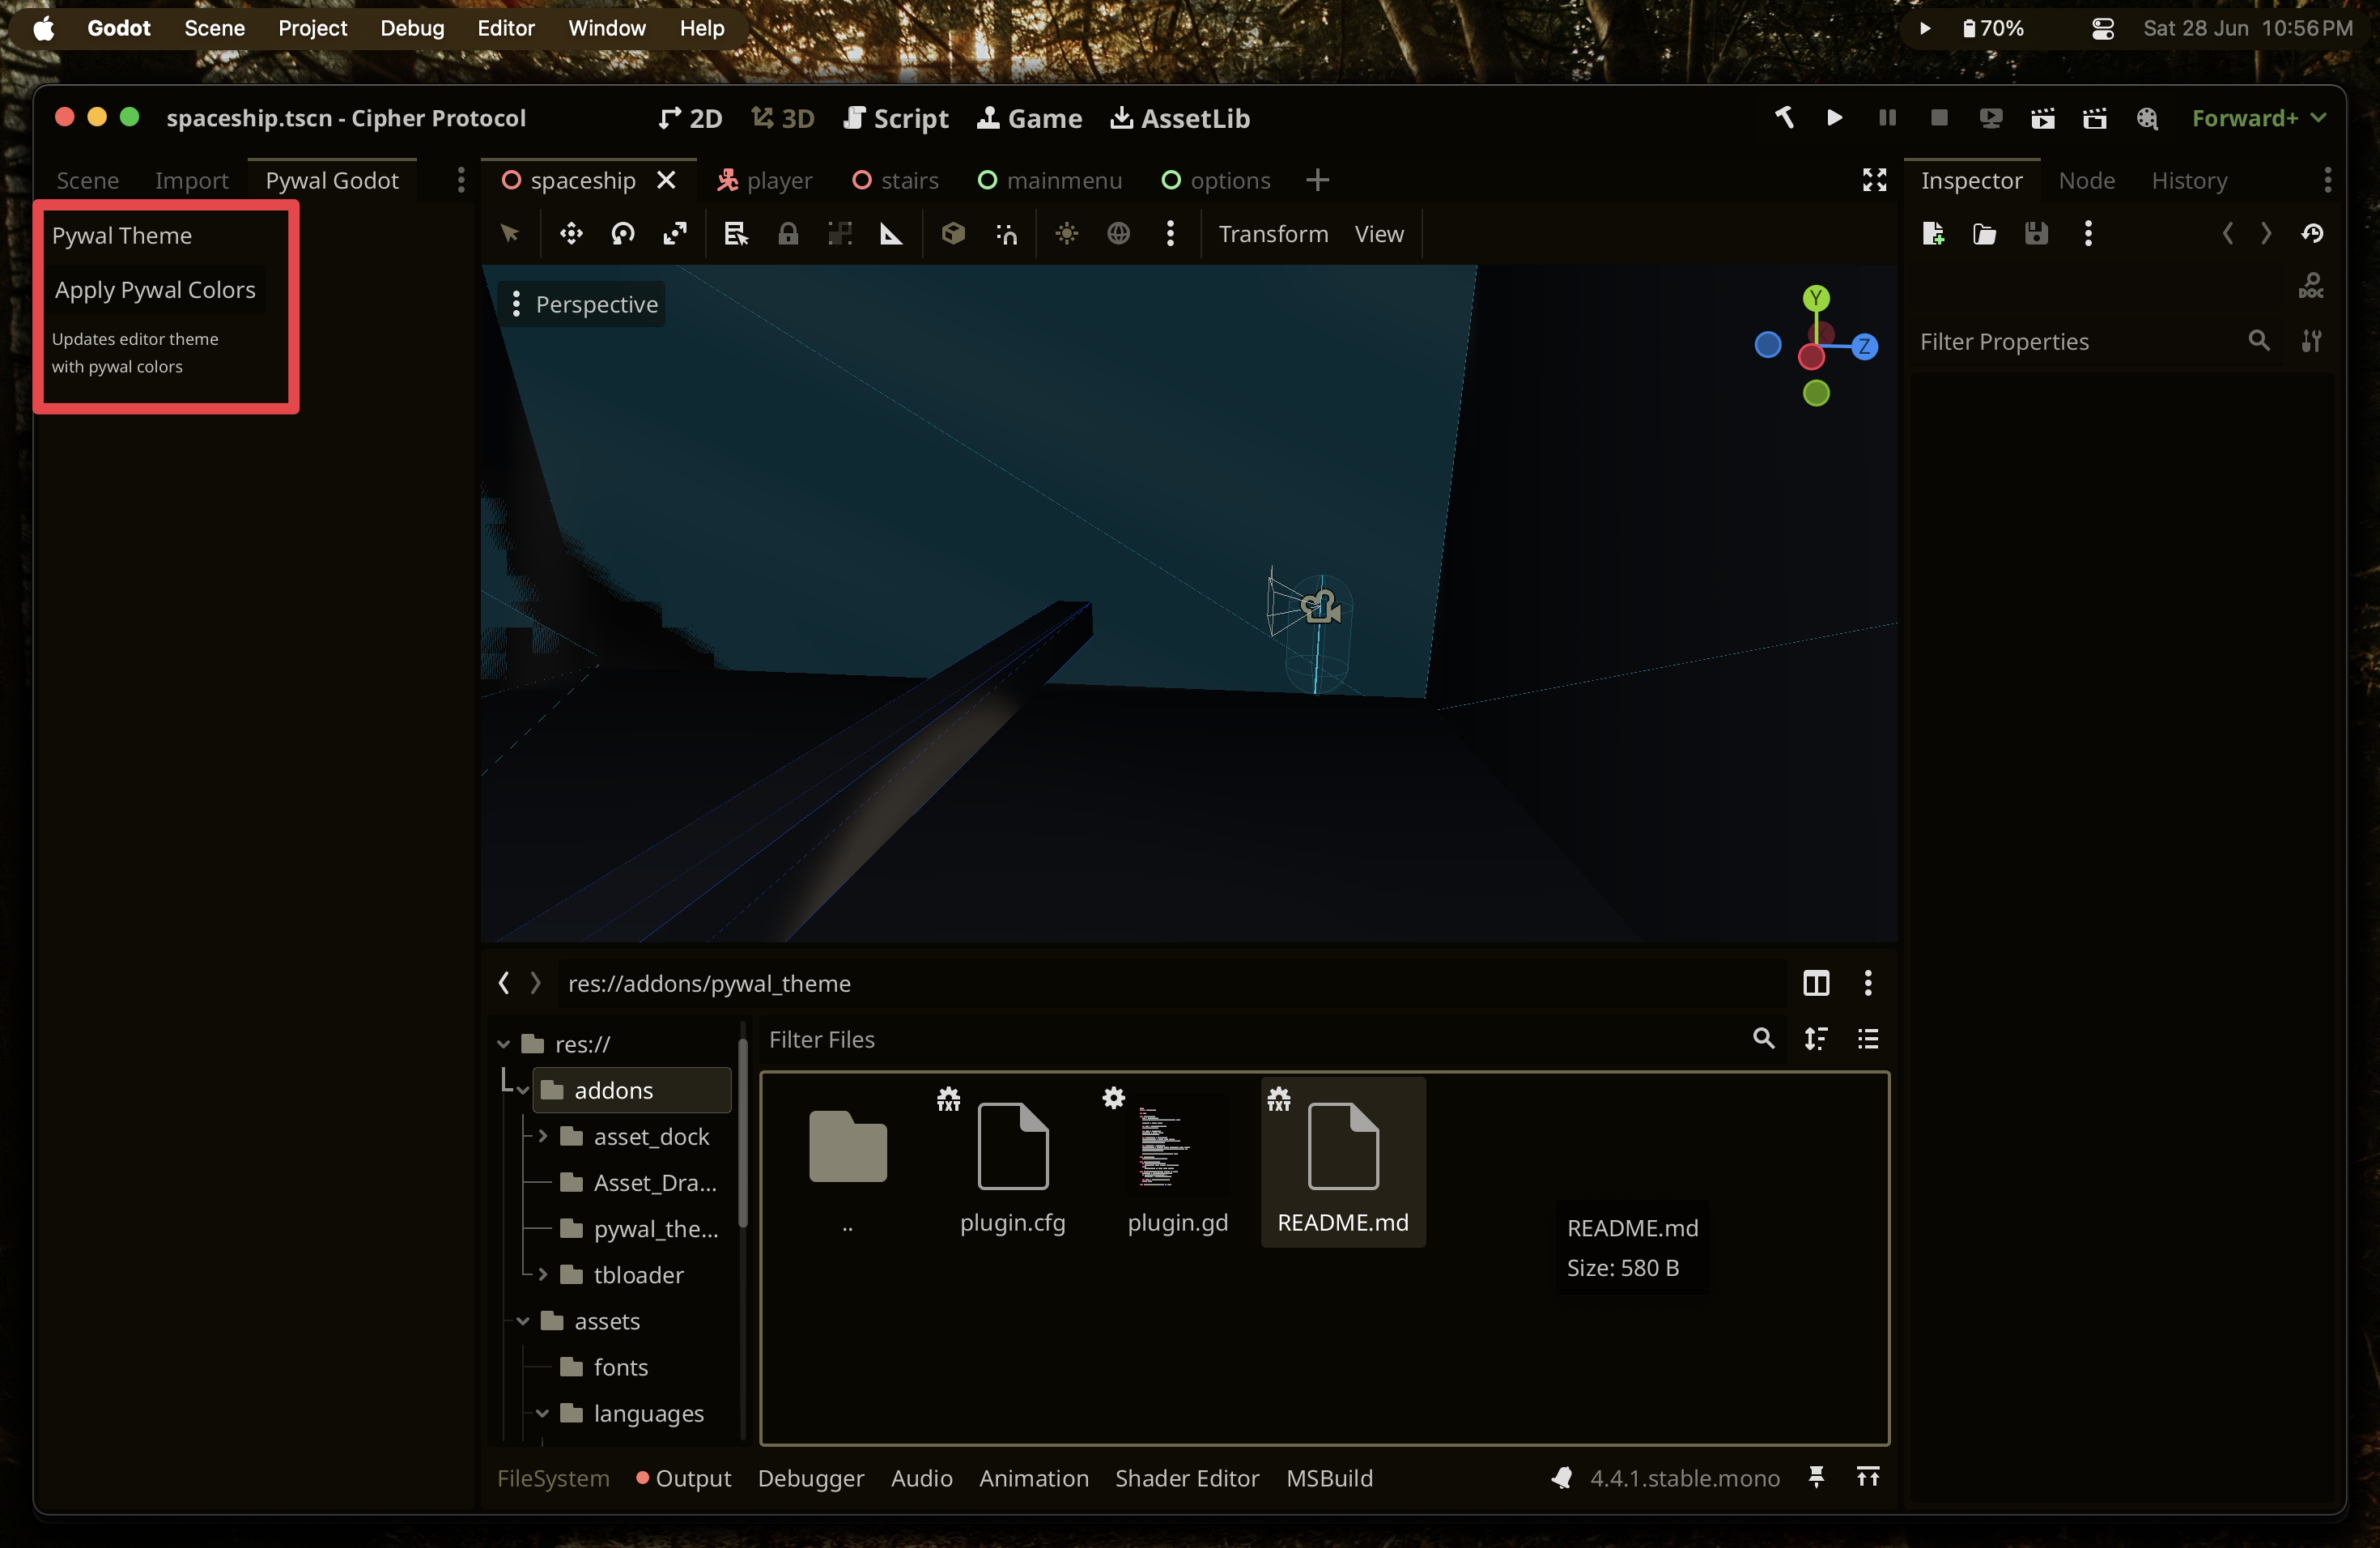 Godot Scene Project Debug Editor Window Help 70% Sat 28 Jun 10:56 PM
spaceship.tscn - Cipher Protocol 2D 3D Script Game AssetLib Forward+
Scene Import Pywal Godot spaceship player stairs mainmenu options Inspector Node History
Pywal Theme
Apply Pywal Colors
Updates editor theme
with pywal colors
Transform View
Perspective
Y
Z
DOC
Filter Properties
res://addons/pywal_theme
Filter Files
res://
addons
asset_dock
Asset_Dra...
pywal_the...
tbloader
assets
fonts
languages
TXT TXT
.. plugin.cfg plugin.gd README.md
README.md
Size: 580 B
FileSystem Output Debugger Audio Animation Shader Editor MSBuild 4.4.1.stable.mono